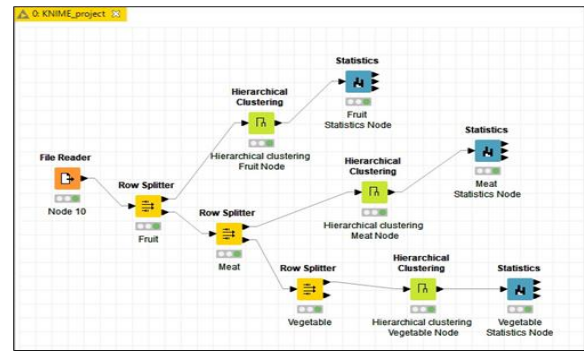 0: KNIME_project
Statistics
Hierarchical
Clustering
Fruit
Statistics Node
Statistics
File Reader
Hierarchical clustering
Fruit Node
Hierarchical
Clustering
Row Splitter
Meat
Statistics Node
Node 10
Row Splitter
Fruit
Hierarchical clustering
Meat Node
Meat
Row Splitter
Hierarchical
Clustering
Statistics
Vegetable
Hierarchical clustering
Vegetable Node
Vegetable
Statistics Node